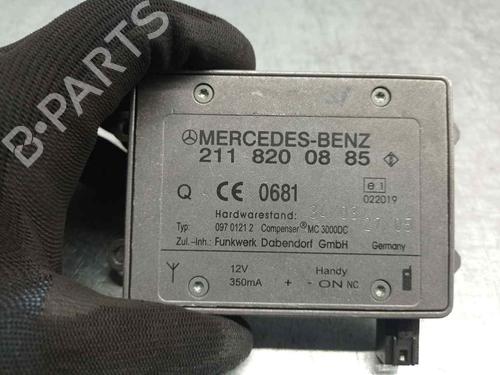 MERCEDES-BENZ
211 820 08 85
Q CE 0681
e1
022019
Hardwarestand:
Typ: 097 0121 2 Compenser® MC 3000DC
Zul.-Inh.: Funkwerk Dabendorf GmbH Germany
12V Handy
350mA + - ON NC